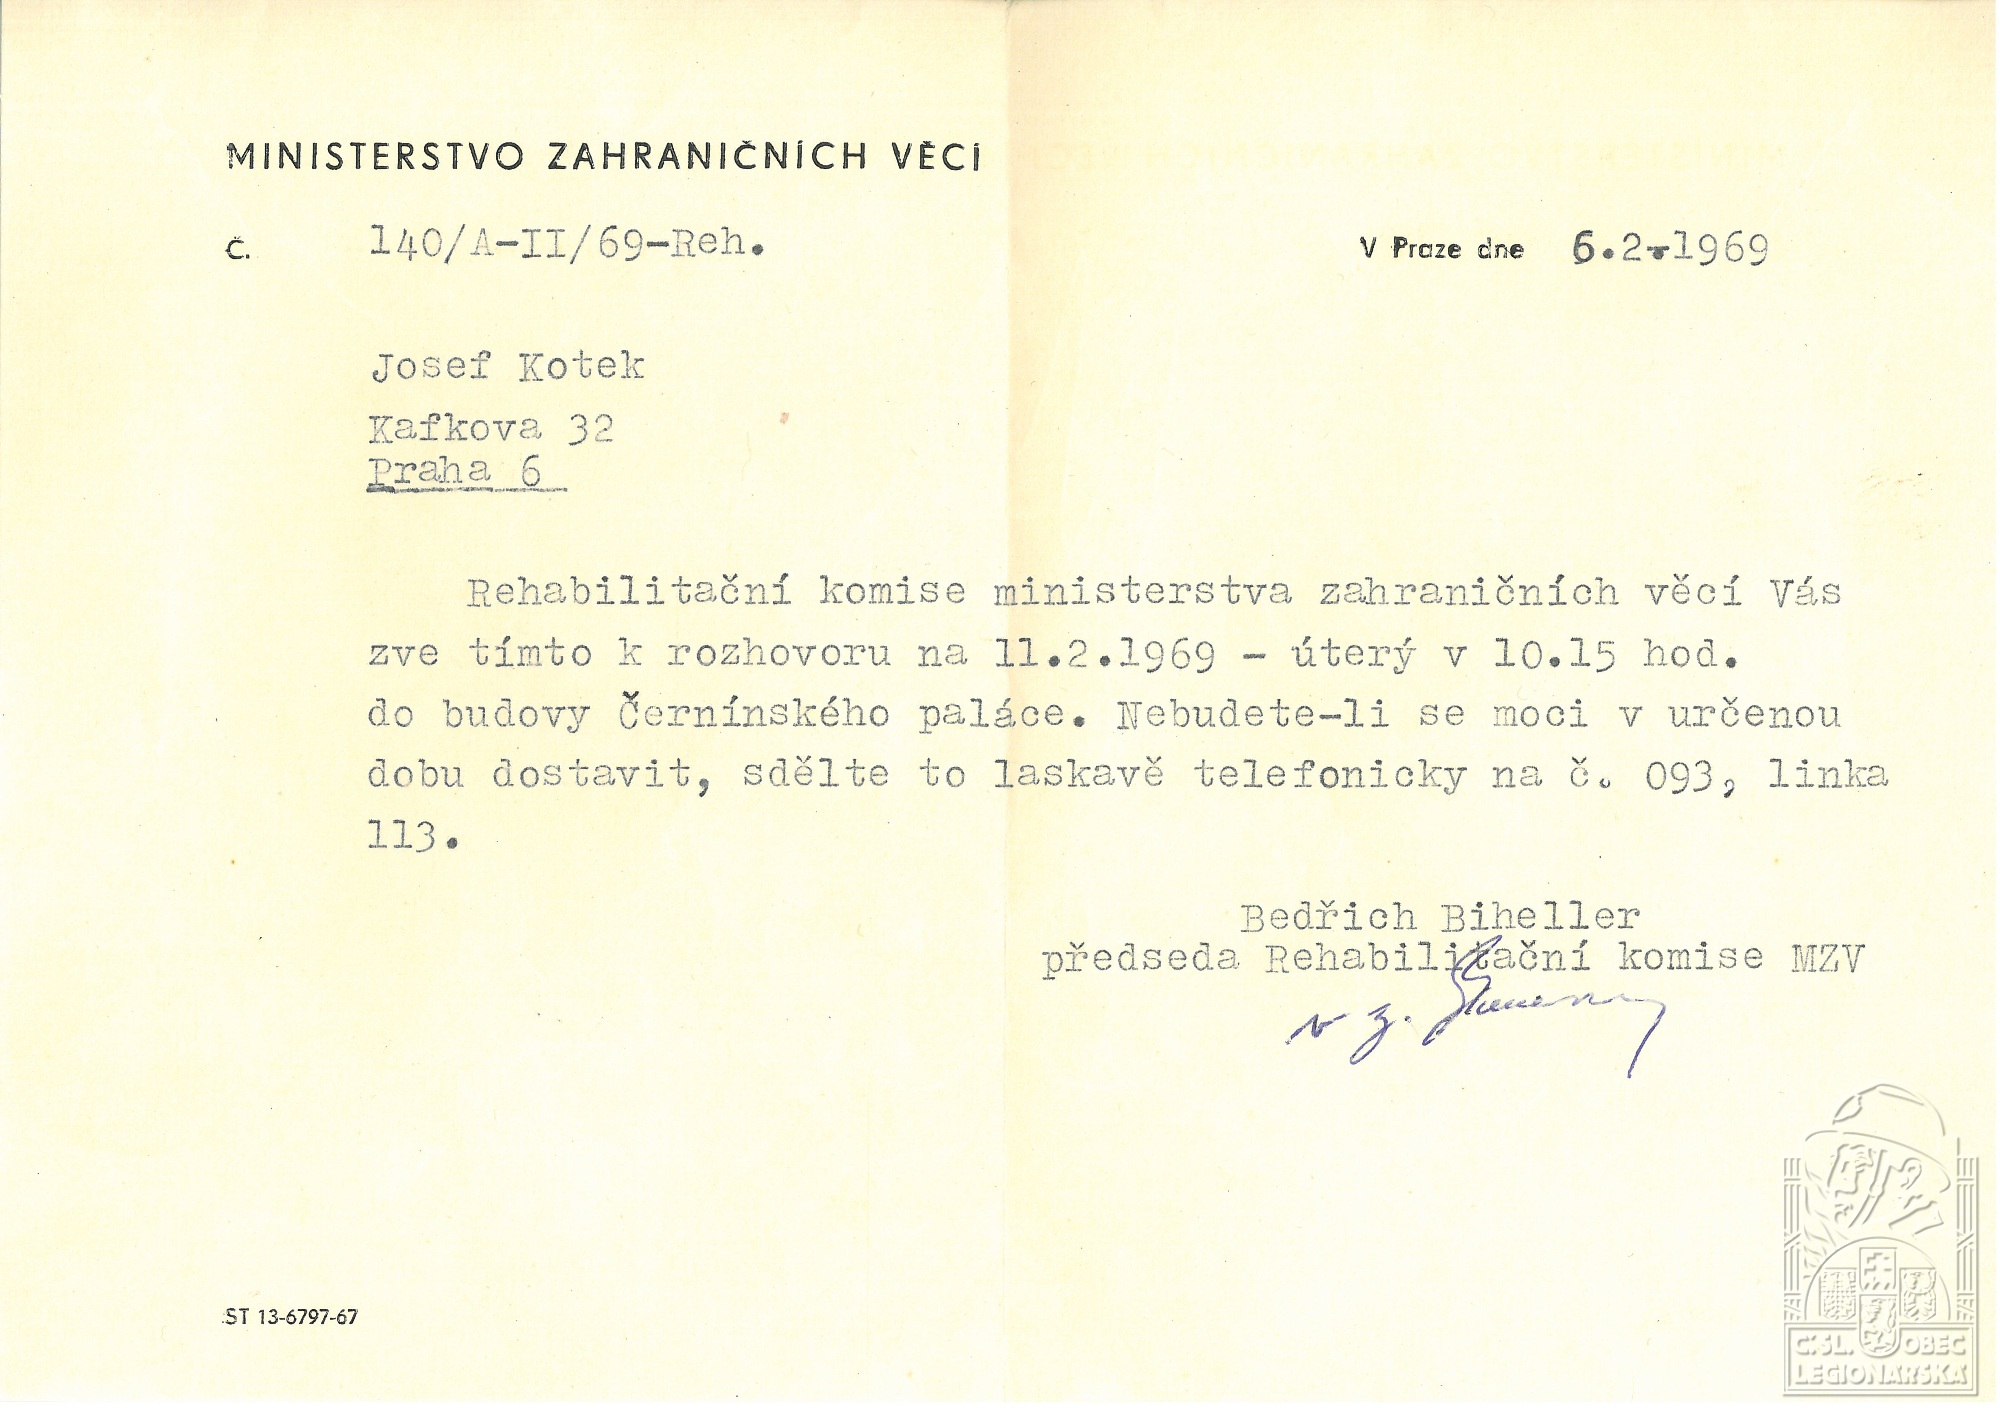 MINISTERSTVO ZAHRANIČNÍCH VĚCÍ
Č. 140/A-II/69-Reh.
V Praze dne 6.2.1969
Josef Kotek
Kafkova 32
Praha 6
Rehabilitační komise ministerstva zahraničních věcí Vás
zve tímto k rozhovoru na 11.2.1969 - úterý v 10.15 hod.
do budovy Černínského paláce. Nebudete-li se moci v určenou
dobu dostavit, sdělte to laskavě telefonicky na č. 093, linka
113.
Bedřich Biheller
předseda Rehabilitační komise MZV
v z.
ST 13-6797-67
Č.SL. OBEC
LEGIONÁŘSKÁ